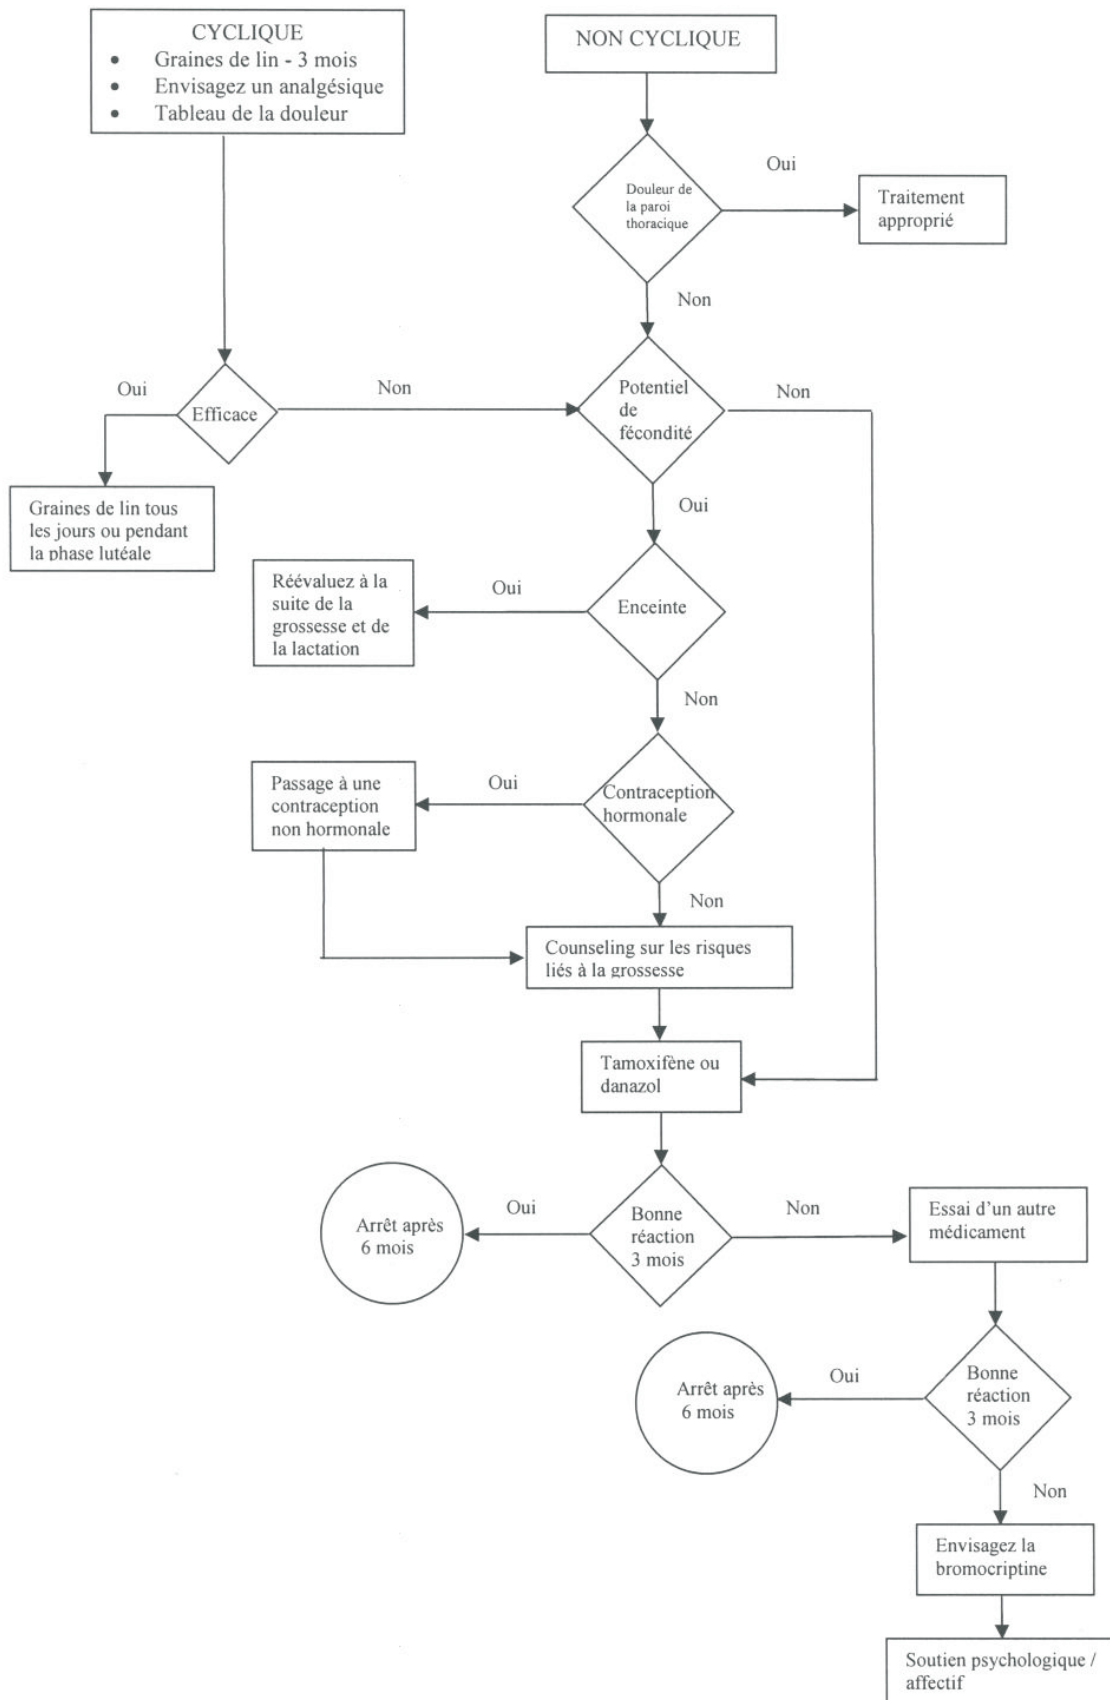 CYCLIQUE
• Graines de lin - 3 mois
• Envisagez un analgésique
• Tableau de la douleur
NON CYCLIQUE
Douleur de
la paroi
thoracique
Oui
Traitement
approprié
Non
Oui
Efficace
Non
Potentiel
de
fécondité
Non
Graines de lin tous
les jours ou pendant
la phase lutéale
Oui
Réévaluez à la
suite de la
grossesse et de
la lactation
Oui
Enceinte
Non
Passage à une
contraception
non hormonale
Oui
Contraception
hormonale
Non
Counseling sur les risques
liés à la grossesse
Tamoxifène ou
danazol
Arrêt après
6 mois
Oui
Bonne
réaction
3 mois
Non
Essai d'un autre
médicament
Arrêt après
6 mois
Oui
Bonne
réaction
3 mois
Non
Envisagez la
bromocriptine
Soutien psychologique /
affectif